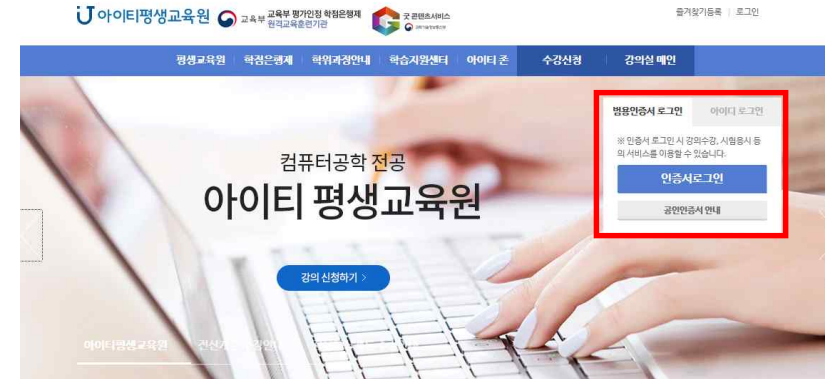 아이티평생교육원
교육부 교육부 평가인정 학점은행제
원격교육훈련기관
굿 콘텐츠서비스
즐겨찾기등록 | 로그인
평생교육원 학점은행제 학위과정안내 학습지원센터 아이티 존 수강신청 강의실 메인
범용인증서 로그인 아이디 로그인
※ 인증서 로그인 시 강의수강, 시험응시 등
의 서비스를 이용할 수 있습니다.
인증서로그인
공인인증서 안내
컴퓨터공학 전공
아이티 평생교육원
강의 신청하기 >
아이티평생교육원